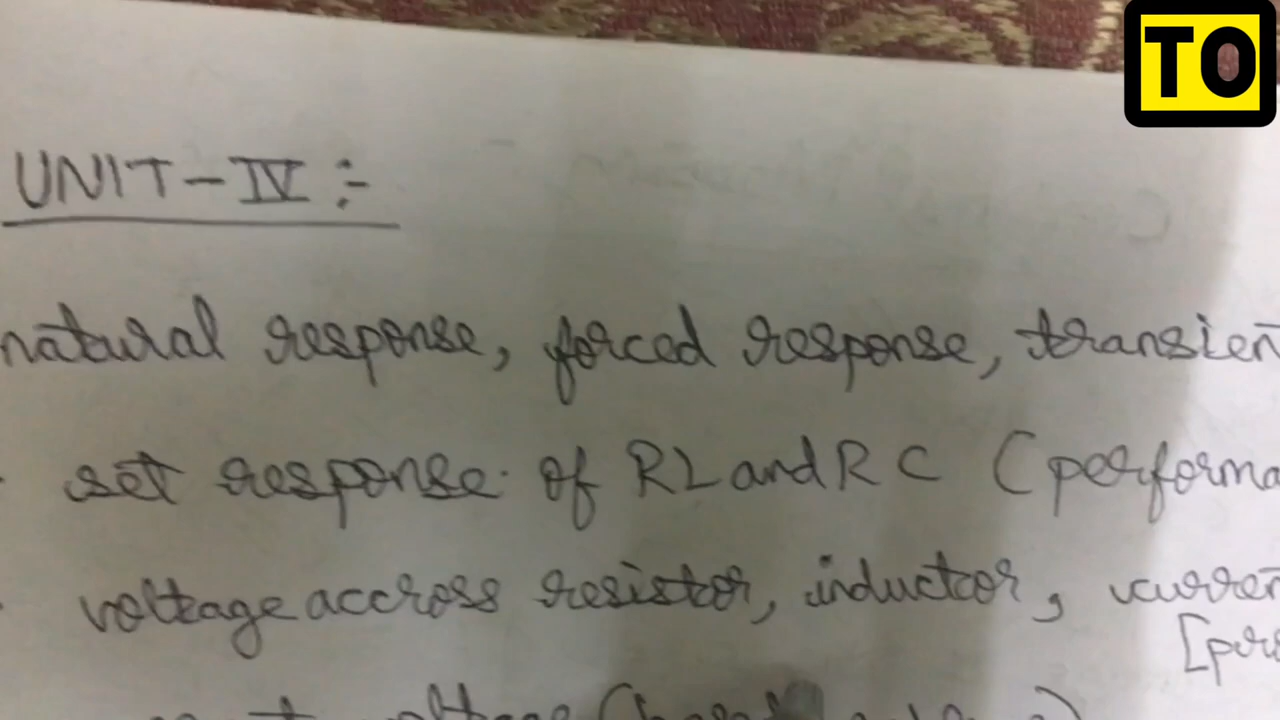 TO
UNIT-IV :-
natural response, forced response, transien
set response of RL and RC (performa
voltage accross resistor, inductor, curren
[per